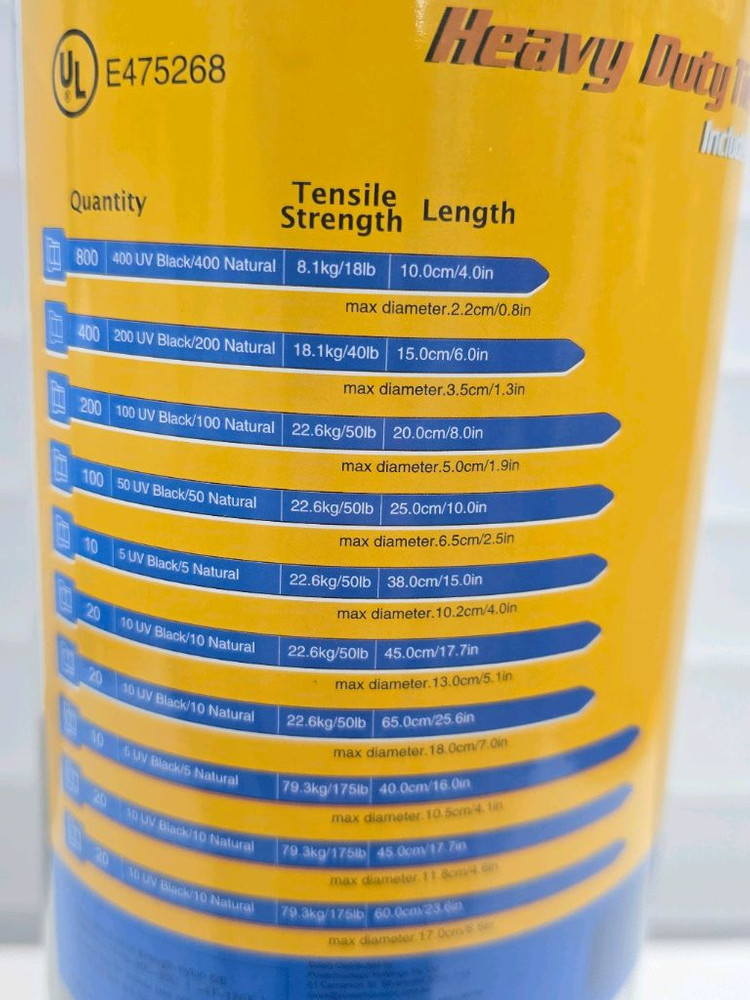 UL
®
E475268
Heavy Duty
Quantity
Tensile Strength
Length
800 400 UV Black/400 Natural 8.1kg/18lb 10.0cm/4.0in
max diameter.2.2cm/0.8in
400 200 UV Black/200 Natural 18.1kg/40lb 15.0cm/6.0in
max diameter.3.5cm/1.3in
200 100 UV Black/100 Natural 22.6kg/50lb 20.0cm/8.0in
max diameter.5.0cm/1.9in
100 50 UV Black/50 Natural 22.6kg/50lb 25.0cm/10.0in
max diameter.6.5cm/2.5in
10 5 UV Black/5 Natural 22.6kg/50lb 38.0cm/15.0in
max diameter.10.2cm/4.0in
20 10 UV Black/10 Natural 22.6kg/50lb 45.0cm/17.7in
max diameter.13.0cm/5.1in
20 10 UV Black/10 Natural 22.6kg/50lb 65.0cm/25.6in
max diameter.18.0cm/7.0in
10 5 UV Black/5 Natural 79.3kg/175lb 40.0cm/16.0in
max diameter.10.5cm/4.1in
20 10 UV Black/10 Natural 79.3kg/175lb 45.0cm/17.7in
max diameter
20 10 UV Black/10 Natural 79.3kg/175lb 60.0cm/23.6in
max diameter